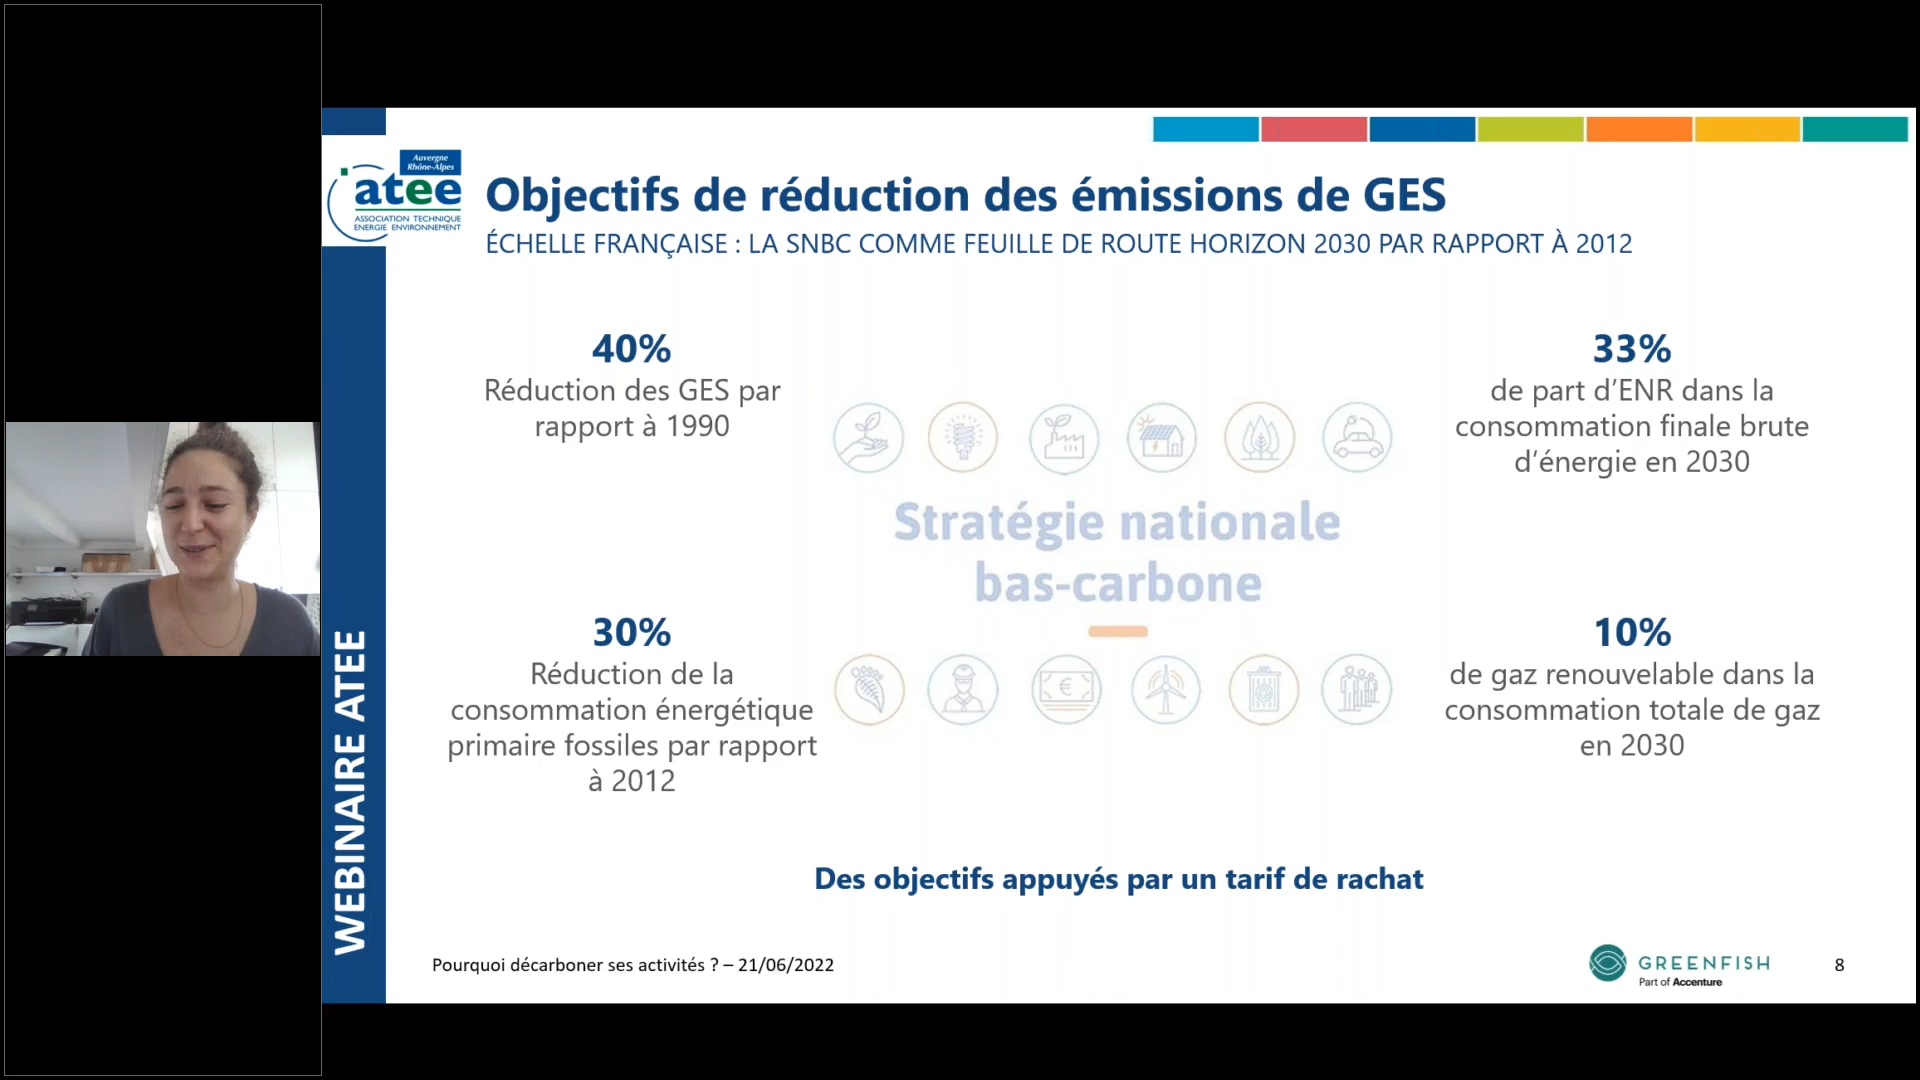 Auvergne
Rhône-Alpes
atee
ASSOCIATION TECHNIQUE
ENERGIE ENVIRONNEMENT
Objectifs de réduction des émissions de GES
ÉCHELLE FRANÇAISE : LA SNBC COMME FEUILLE DE ROUTE HORIZON 2030 PAR RAPPORT À 2012
40%
Réduction des GES par
rapport à 1990
33%
de part d’ENR dans la
consommation finale brute
d’énergie en 2030
Stratégie nationale
bas-carbone
30%
Réduction de la
consommation énergétique
primaire fossiles par rapport
à 2012
10%
de gaz renouvelable dans la
consommation totale de gaz
en 2030
Des objectifs appuyés par un tarif de rachat
WEBINAIRE ATEE
Pourquoi décarboner ses activités ? – 21/06/2022
GREENFISH
Part of Accenture
8